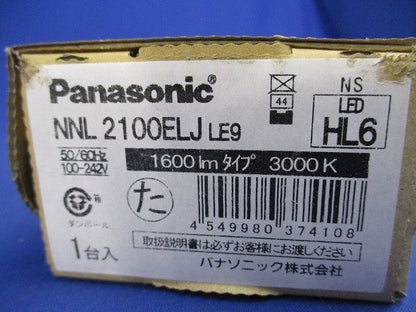 Panasonic®
NNL 2100ELJ LE9
44
NS
LED
HL6
50/60Hz
100-242V
1600 lm タイプ 3000K
た
箱
ダンボール
4 549980 374108
1台入
取扱説明書は必ずお客様にお渡しください
パナソニック株式会社